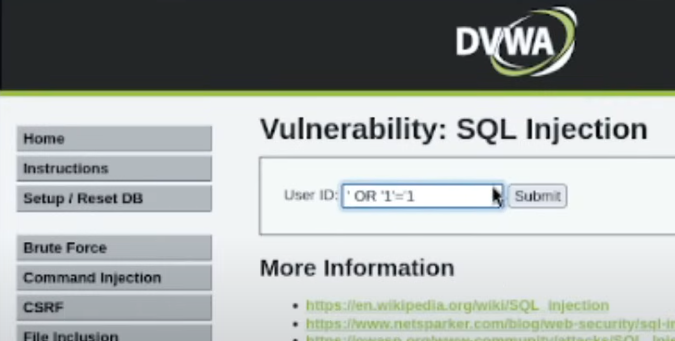 DVWA
Vulnerability: SQL Injection
Home
Instructions
Setup / Reset DB
Brute Force
Command Injection
CSRF
File Inclusion
User ID: ' OR '1'='1 Submit
More Information
https://en.wikipedia.org/wiki/SQL_injection
https://www.netsparker.com/blog/web-security/sql-in